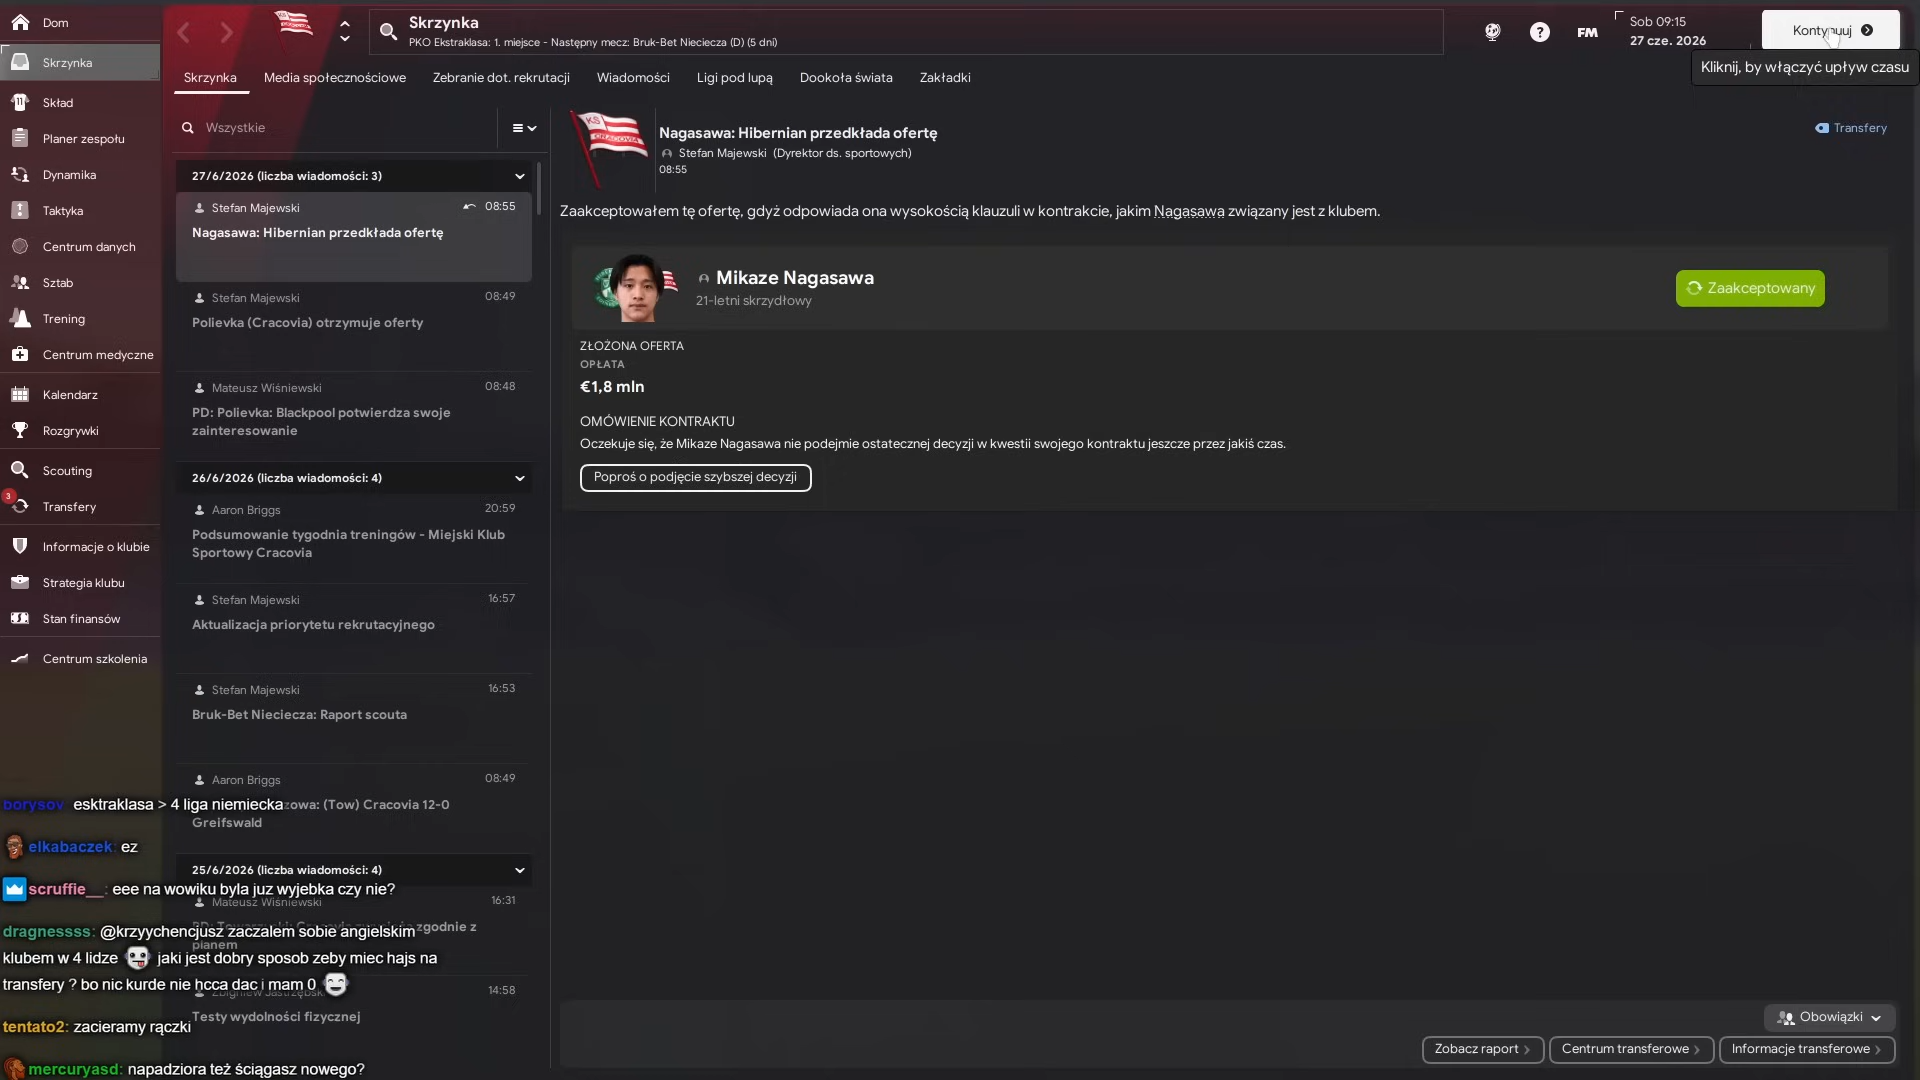 Dom
Skrzynka
Skład
Planer zespołu
Dynamika
Taktyka
Centrum danych
Sztab
Trening
Centrum medyczne
Kalendarz
Rozgrywki
Scouting
3
Transfery
Informacje o klubie
Strategia klubu
Stan finansów
Centrum szkolenia
Skrzynka
PKO Ekstraklasa: 1. miejsce - Następny mecz: Bruk-Bet Nieciecza (D) (5 dni)
FM
Sob 09:15
27 cze. 2026
Kontynuuj
Kliknij, by włączyć upływ czasu
Skrzynka
Media społecznościowe
Zebranie dot. rekrutacji
Wiadomości
Ligi pod lupą
Dookoła świata
Zakładki
Wszystkie
27/6/2026 (liczba wiadomości: 3)
Stefan Majewski 08:55
Nagasawa: Hibernian przedkłada ofertę
Stefan Majewski 08:49
Polievka (Cracovia) otrzymuje oferty
Mateusz Wiśniewski 08:48
PD: Polievka: Blackpool potwierdza swoje
zainteresowanie
26/6/2026 (liczba wiadomości: 4)
Aaron Briggs 20:59
Podsumowanie tygodnia treningów - Miejski Klub
Sportowy Cracovia
Stefan Majewski 16:57
Aktualizacja priorytetu rekrutacyjnego
Stefan Majewski 16:53
Bruk-Bet Nieciecza: Raport scouta
Aaron Briggs 08:49
zowa: (Tow) Cracovia 12-0
Greifswald
25/6/2026 (liczba wiadomości: 4)
Mateusz Wiśniewski 16:31
zgodnie z
planem
14:58
Testy wydolności fizycznej
KS CRACOVIA
Nagasawa: Hibernian przedkłada ofertę
Stefan Majewski (Dyrektor ds. sportowych)
08:55
Transfery
Zaakceptowałem tę ofertę, gdyż odpowiada ona wysokością klauzuli w kontrakcie, jakim Nagasawa związany jest z klubem.
Mikaze Nagasawa
21-letni skrzydłowy
Zaakceptowany
ZŁOŻONA OFERTA
OPŁATA
€1,8 mln
OMÓWIENIE KONTRAKTU
Oczekuje się, że Mikaze Nagasawa nie podejmie ostatecznej decyzji w kwestii swojego kontraktu jeszcze przez jakiś czas.
Poproś o podjęcie szybszej decyzji
Obowiązki
Zobacz raport
Centrum transferowe
Informacje transferowe
borysov: esktraklasa > 4 liga niemiecka
elkabaczek: ez
scruffie__: eee na wowiku byla juz wyjebka czy nie?
dragnessss: @krzyychencjusz zaczalem sobie angielskim
klubem w 4 lidze jaki jest dobry sposob zeby miec hajs na
transfery ? bo nic kurde nie hcca dac i mam 0
tentato2: zacieramy rączki
mercuryasd: napadziora też ściągasz nowego?